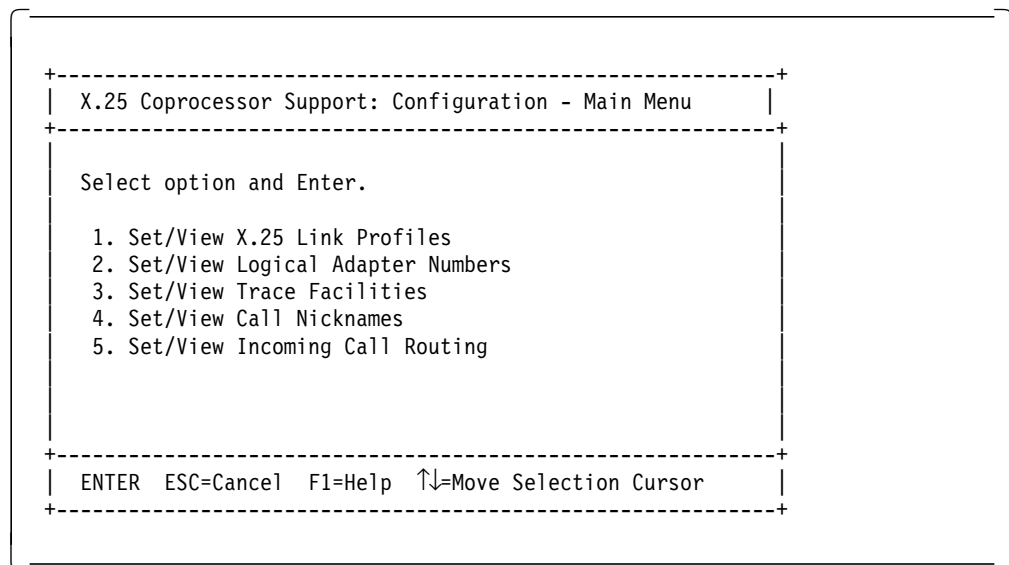 X.25 Coprocessor Support: Configuration - Main Menu
Select option and Enter.
1. Set/View X.25 Link Profiles
2. Set/View Logical Adapter Numbers
3. Set/View Trace Facilities
4. Set/View Call Nicknames
5. Set/View Incoming Call Routing
ENTER ESC=Cancel F1=Help ↑↓=Move Selection Cursor